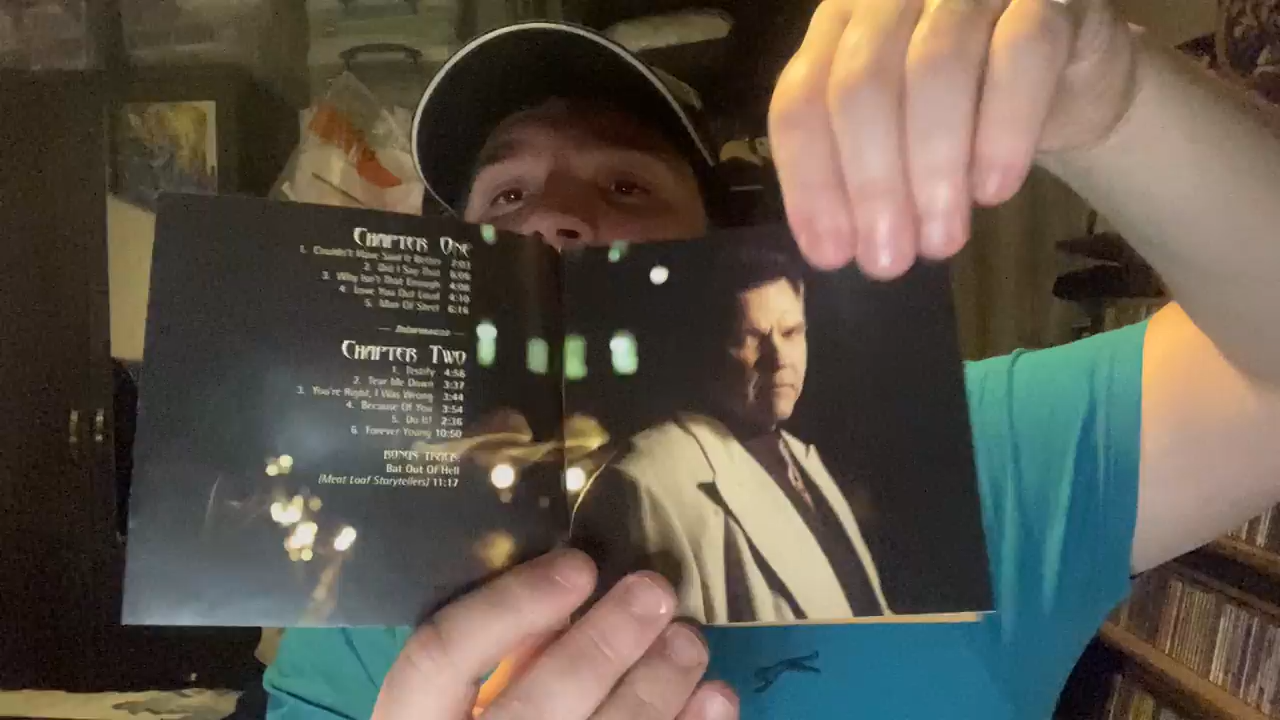 CHAPTER ONE
1. Couldn't Have Said It Better 2:03
2. Did I Say That 6:06
3. Why Isn't That Enough 4:08
4. Love You Out Loud 4:10
5. Man Of Steel 6:16
— Intermezzo —
CHAPTER TWO
1. Testify 4:56
2. Tear Me Down 3:37
3. You're Right, I Was Wrong 3:44
4. Because Of You 3:54
5. Do It! 2:36
6. Forever Young 10:50
BONUS TRACK:
Bat Out Of Hell
(Meat Loaf Storytellers) 11:17